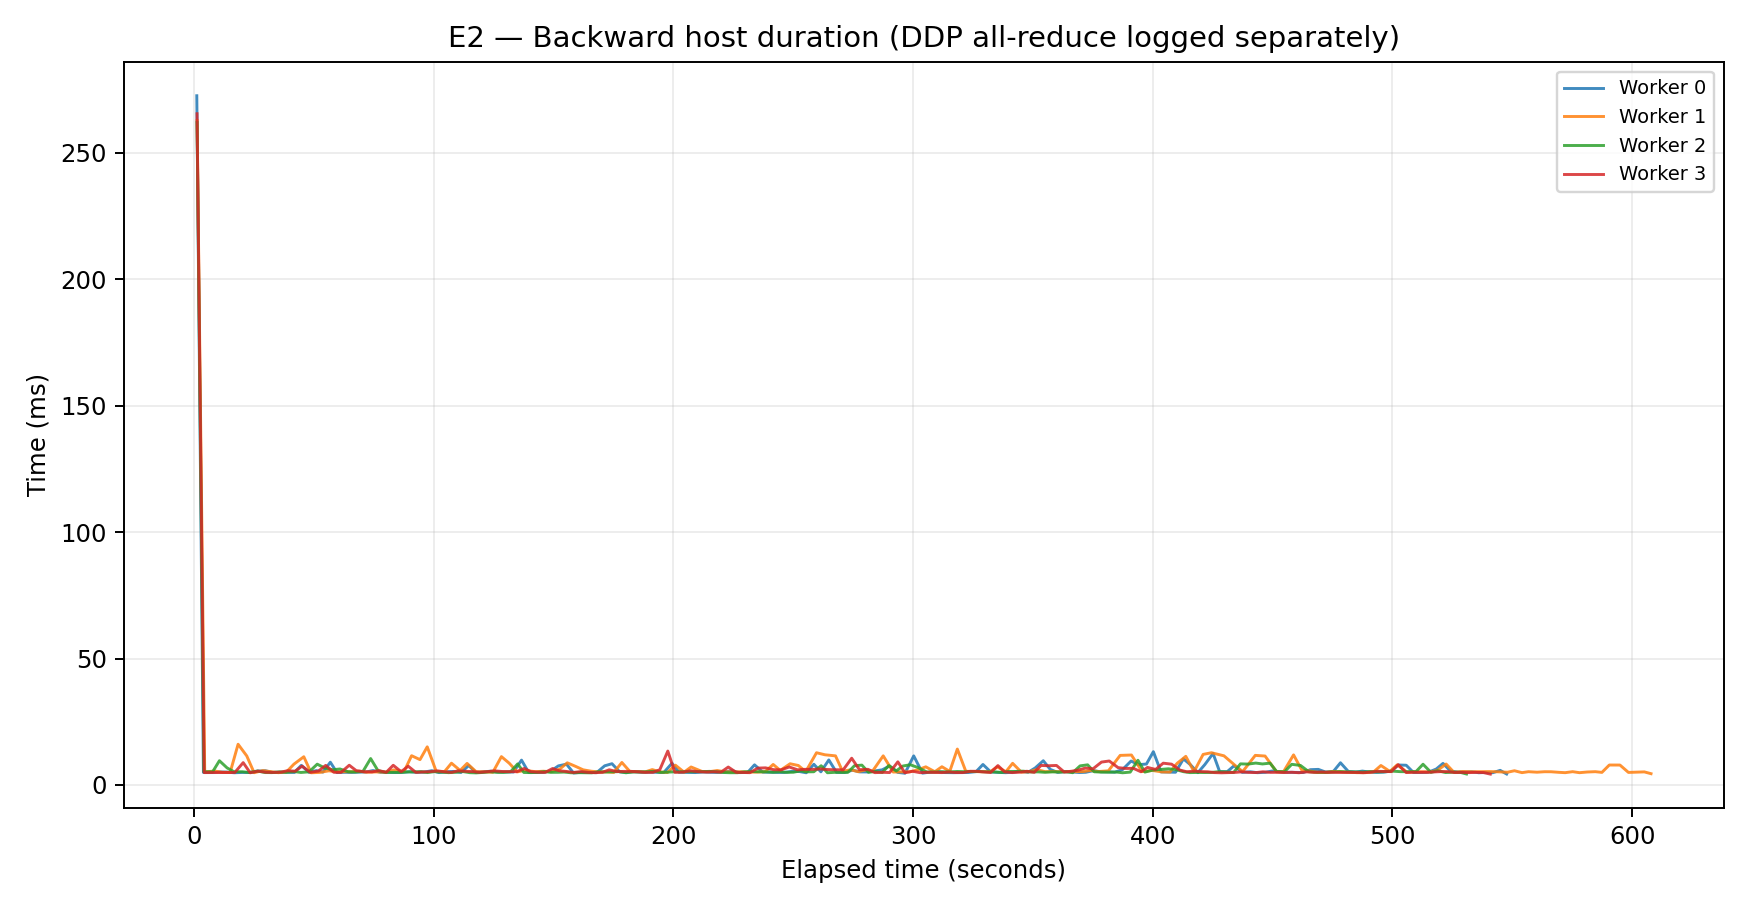 E2 — Backward host duration (DDP all-reduce logged separately)
Worker 0
Worker 1
Worker 2
Worker 3
250
200
150
100
50
0
Time (ms)
0 100 200 300 400 500 600
Elapsed time (seconds)